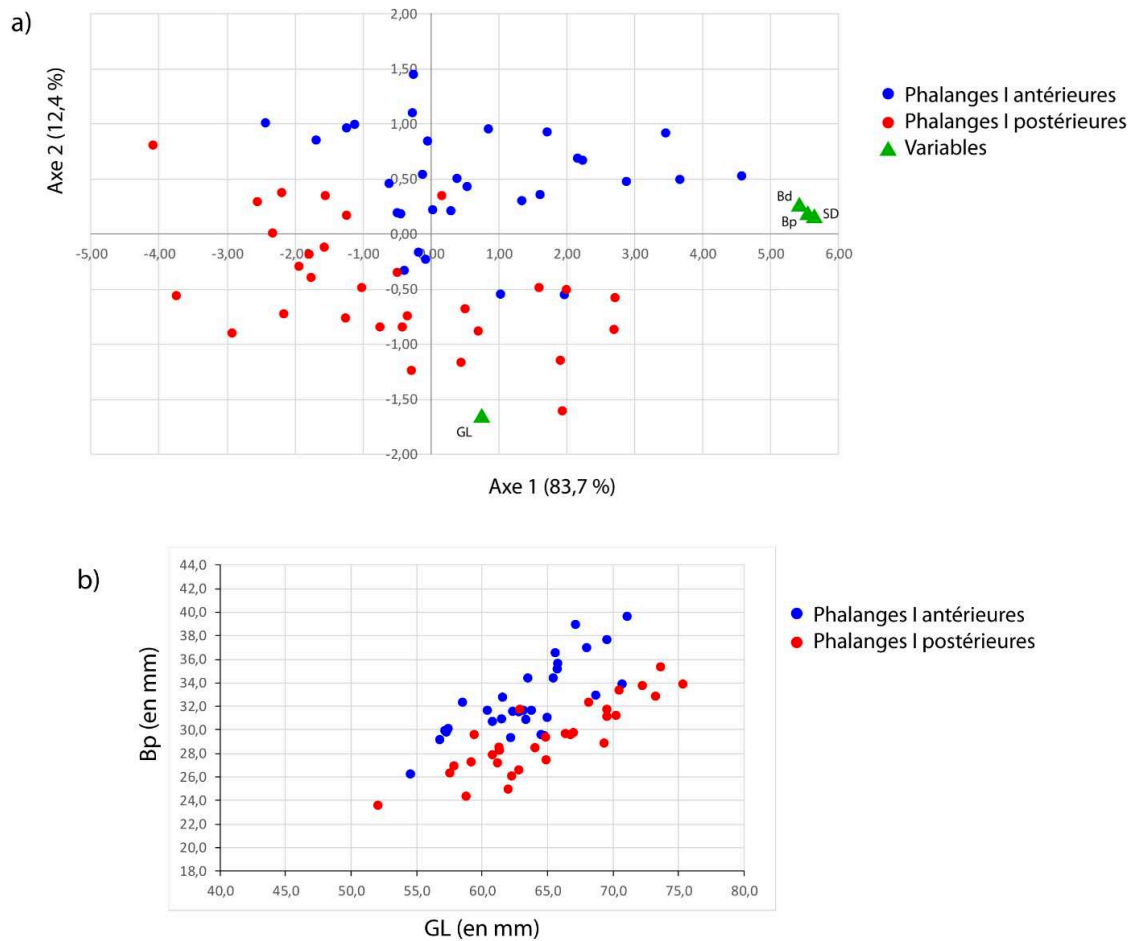 a)
Axe 2 (12,4 %)
2,00
1,50
1,00
0,50
0,00
-5,00 -4,00 -3,00 -2,00 -1,00 0,00 1,00 2,00 3,00 4,00 5,00 6,00
-0,50
-1,00
-1,50
-2,00
Bd
Bp
SD
GL
Axe 1 (83,7 %)
Phalanges I antérieures
Phalanges I postérieures
Variables
b)
Bp (en mm)
44,0
42,0
40,0
38,0
36,0
34,0
32,0
30,0
28,0
26,0
24,0
22,0
20,0
18,0
40,0 45,0 50,0 55,0 60,0 65,0 70,0 75,0 80,0
GL (en mm)
Phalanges I antérieures
Phalanges I postérieures